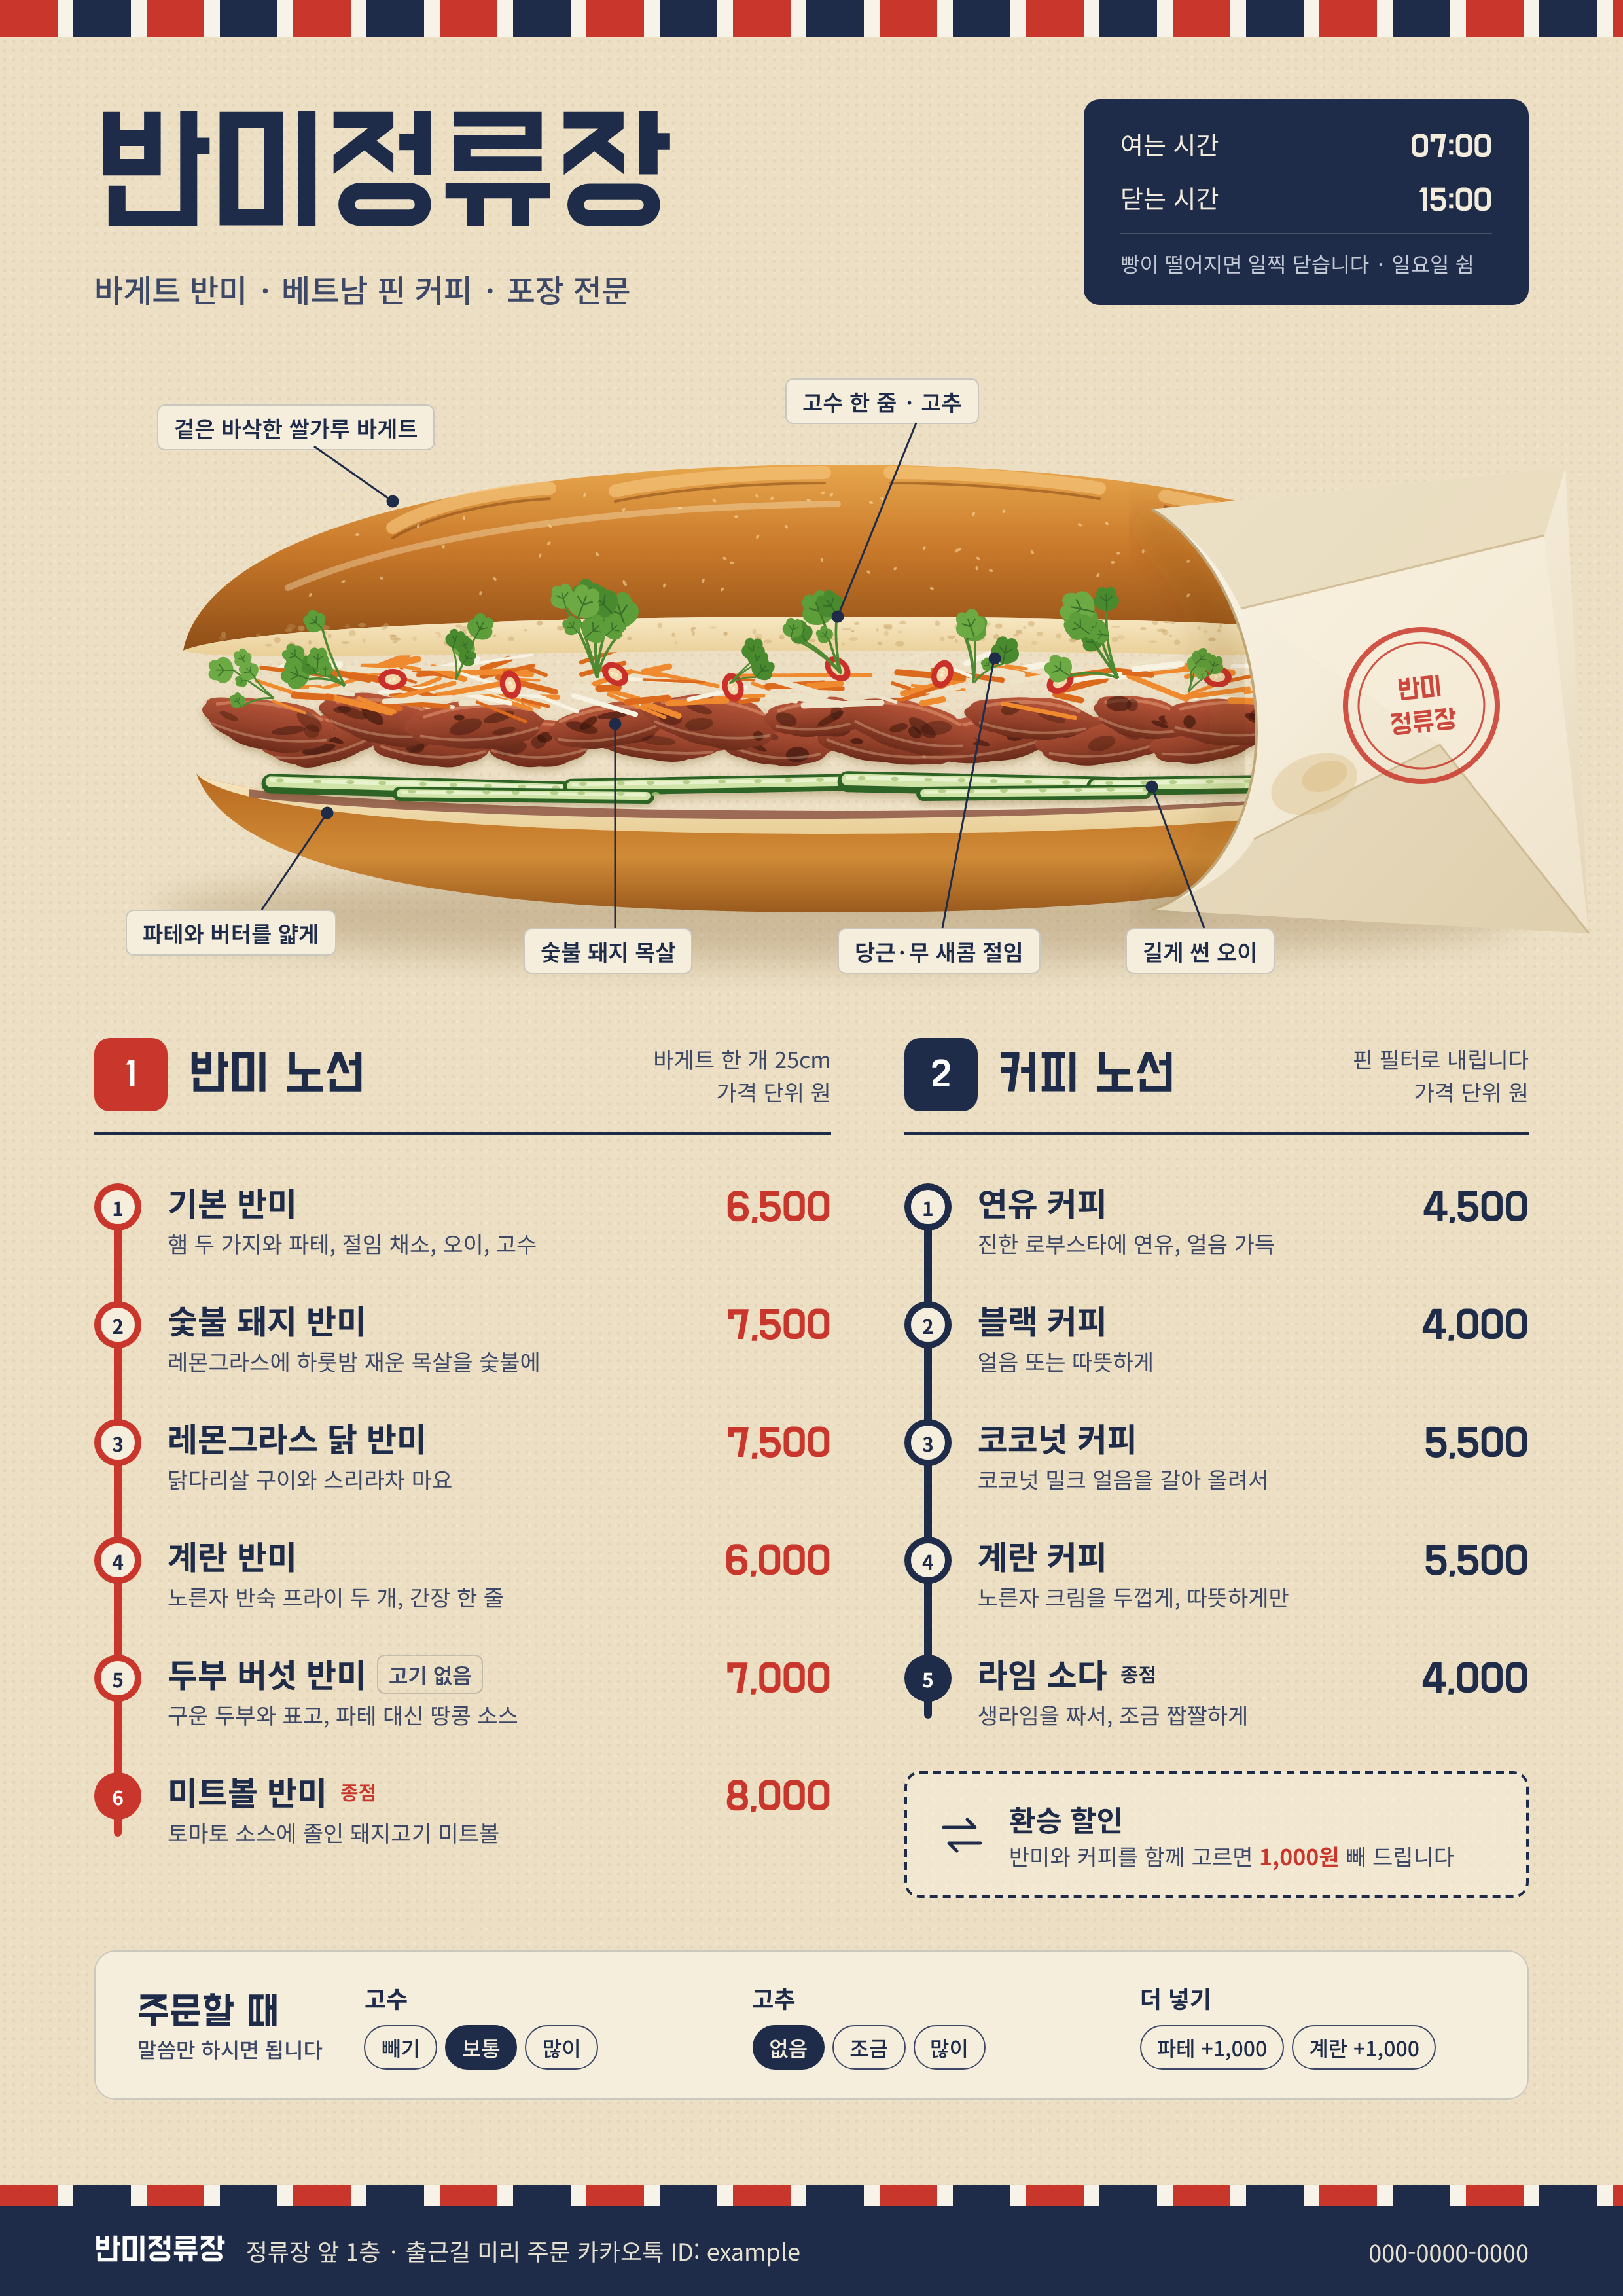 반미정류장
바게트 반미 · 베트남 핀 커피 · 포장 전문
여는 시간 07:00
닫는 시간 15:00
빵이 떨어지면 일찍 닫습니다 · 일요일 쉼
겉은 바삭한 쌀가루 바게트
고수 한 줌 · 고추
반미
정류장
파테와 버터를 얇게
숯불 돼지 목살
당근·무 새콤 절임
길게 썬 오이
1 반미 노선
바게트 한 개 25cm
가격 단위 원
1 기본 반미 6,500
햄 두 가지와 파테, 절임 채소, 오이, 고수
2 숯불 돼지 반미 7,500
레몬그라스에 하룻밤 재운 목살을 숯불에
3 레몬그라스 닭 반미 7,500
닭다리살 구이와 스리라차 마요
4 계란 반미 6,000
노른자 반숙 프라이 두 개, 간장 한 줄
5 두부 버섯 반미 고기 없음 7,000
구운 두부와 표고, 파테 대신 땅콩 소스
6 미트볼 반미 종점 8,000
토마토 소스에 졸인 돼지고기 미트볼
2 커피 노선
핀 필터로 내립니다
가격 단위 원
1 연유 커피 4,500
진한 로부스타에 연유, 얼음 가득
2 블랙 커피 4,000
얼음 또는 따뜻하게
3 코코넛 커피 5,500
코코넛 밀크 얼음을 갈아 올려서
4 계란 커피 5,500
노른자 크림을 두껍게, 따뜻하게만
5 라임 소다 종점 4,000
생라임을 짜서, 조금 짭짤하게
환승 할인
반미와 커피를 함께 고르면 1,000원 빼 드립니다
주문할 때
말씀만 하시면 됩니다
고수
빼기 보통 많이
고추
없음 조금 많이
더 넣기
파테 +1,000 계란 +1,000
반미정류장 정류장 앞 1층 · 출근길 미리 주문 카카오톡 ID: example
000-0000-0000